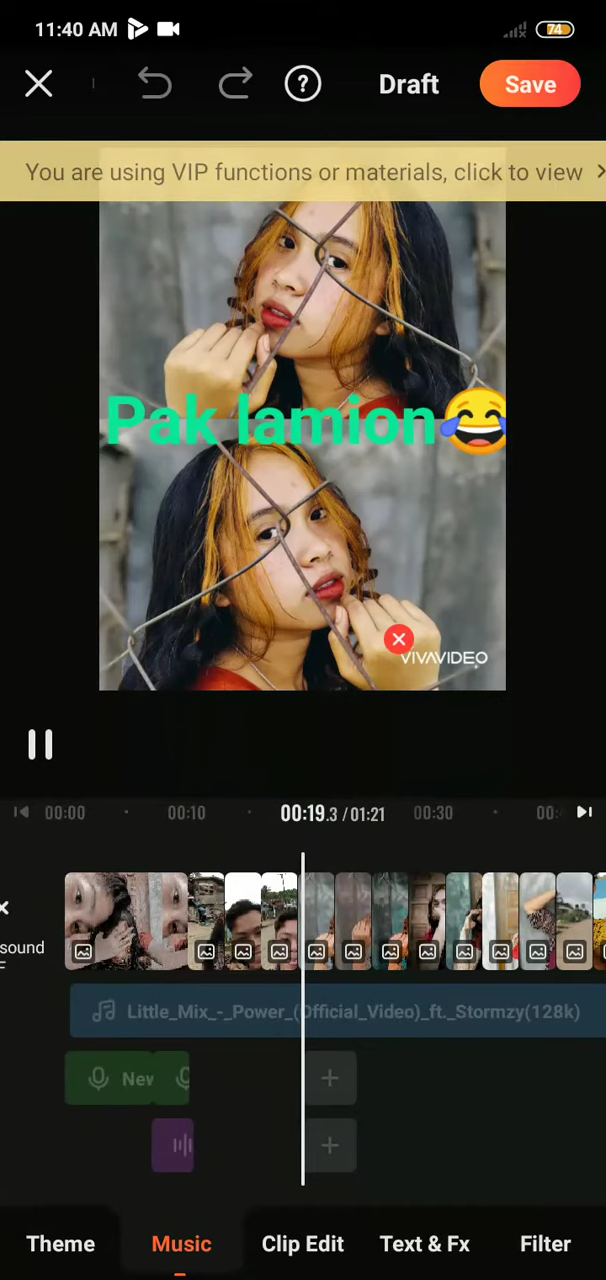 11:40 AM
74
Draft
Save
You are using VIP functions or materials, click to view
Pak lamion😂
VIVAVIDEO
00:00
00:10
00:19.3 / 01:21
00:30
00:
sound
Little_Mix_-_Power_(Official_Video)_ft._Stormzy(128k)
New
Theme
Music
Clip Edit
Text & Fx
Filter